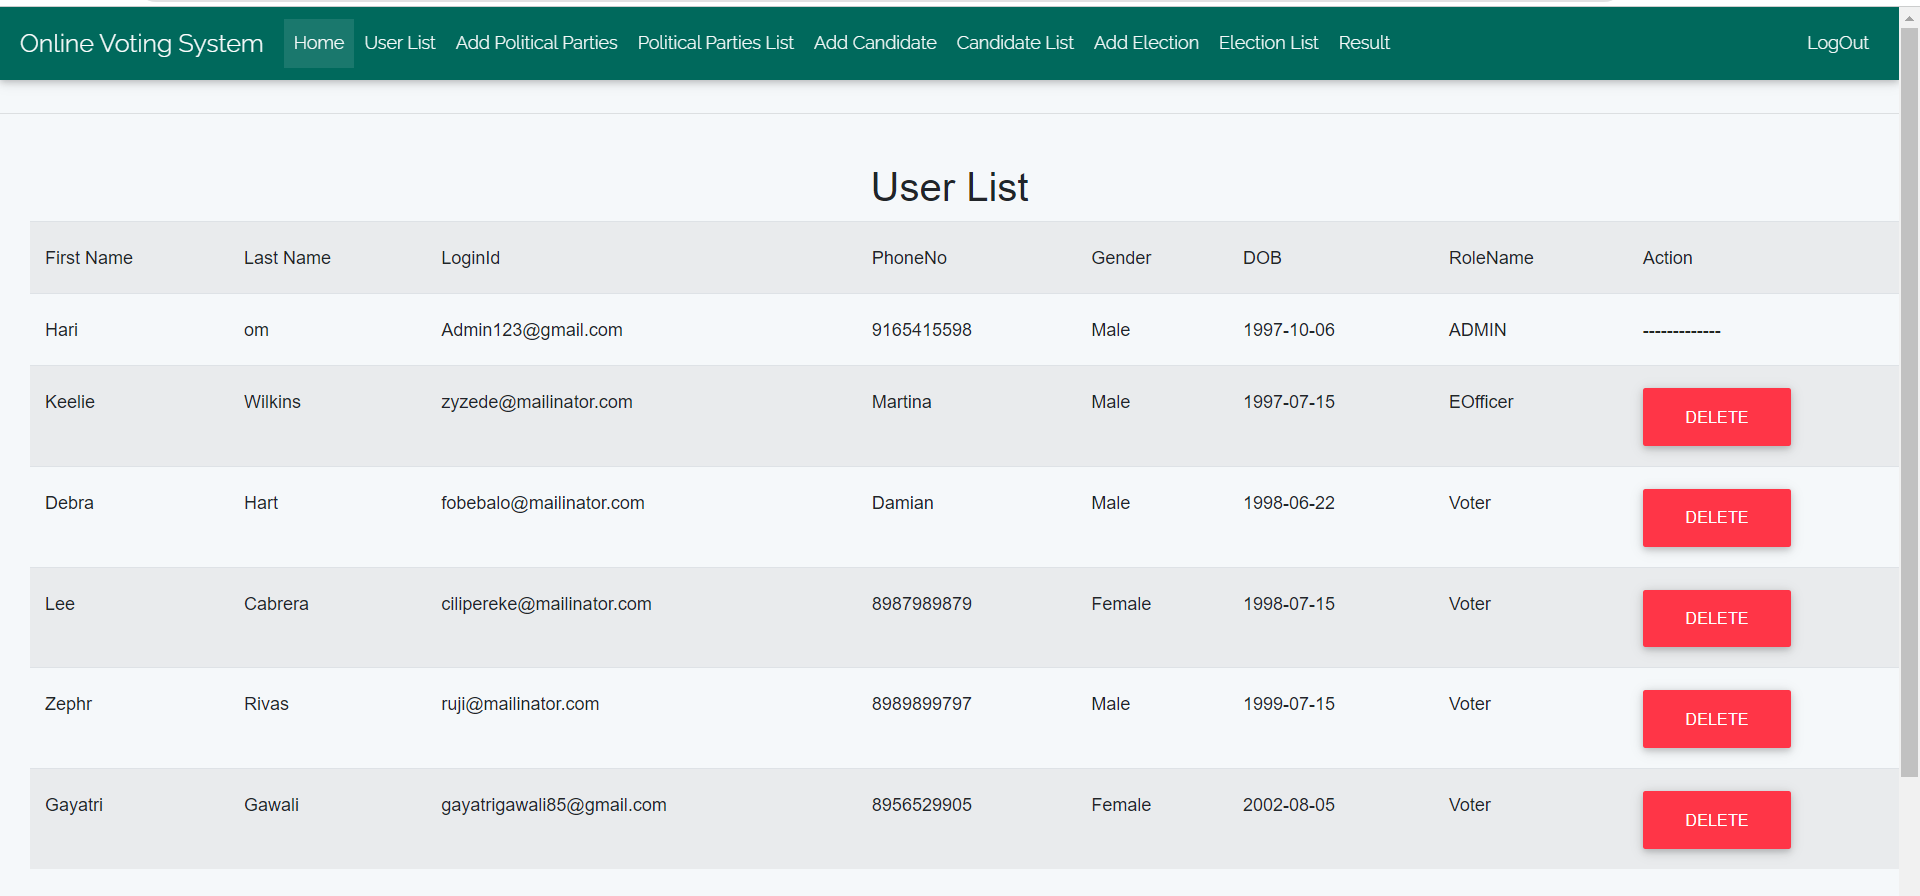 Online Voting System Home User List Add Political Parties Political Parties List Add Candidate Candidate List Add Election Election List Result LogOut
User List
First Name Last Name LoginId PhoneNo Gender DOB RoleName Action
Hari om Admin123@gmail.com 9165415598 Male 1997-10-06 ADMIN -------------
Keelie Wilkins zyzede@mailinator.com Martina Male 1997-07-15 EOfficer DELETE
Debra Hart fobebalo@mailinator.com Damian Male 1998-06-22 Voter DELETE
Lee Cabrera cilipereke@mailinator.com 8987989879 Female 1998-07-15 Voter DELETE
Zephr Rivas ruji@mailinator.com 8989899797 Male 1999-07-15 Voter DELETE
Gayatri Gawali gayatrigawali85@gmail.com 8956529905 Female 2002-08-05 Voter DELETE